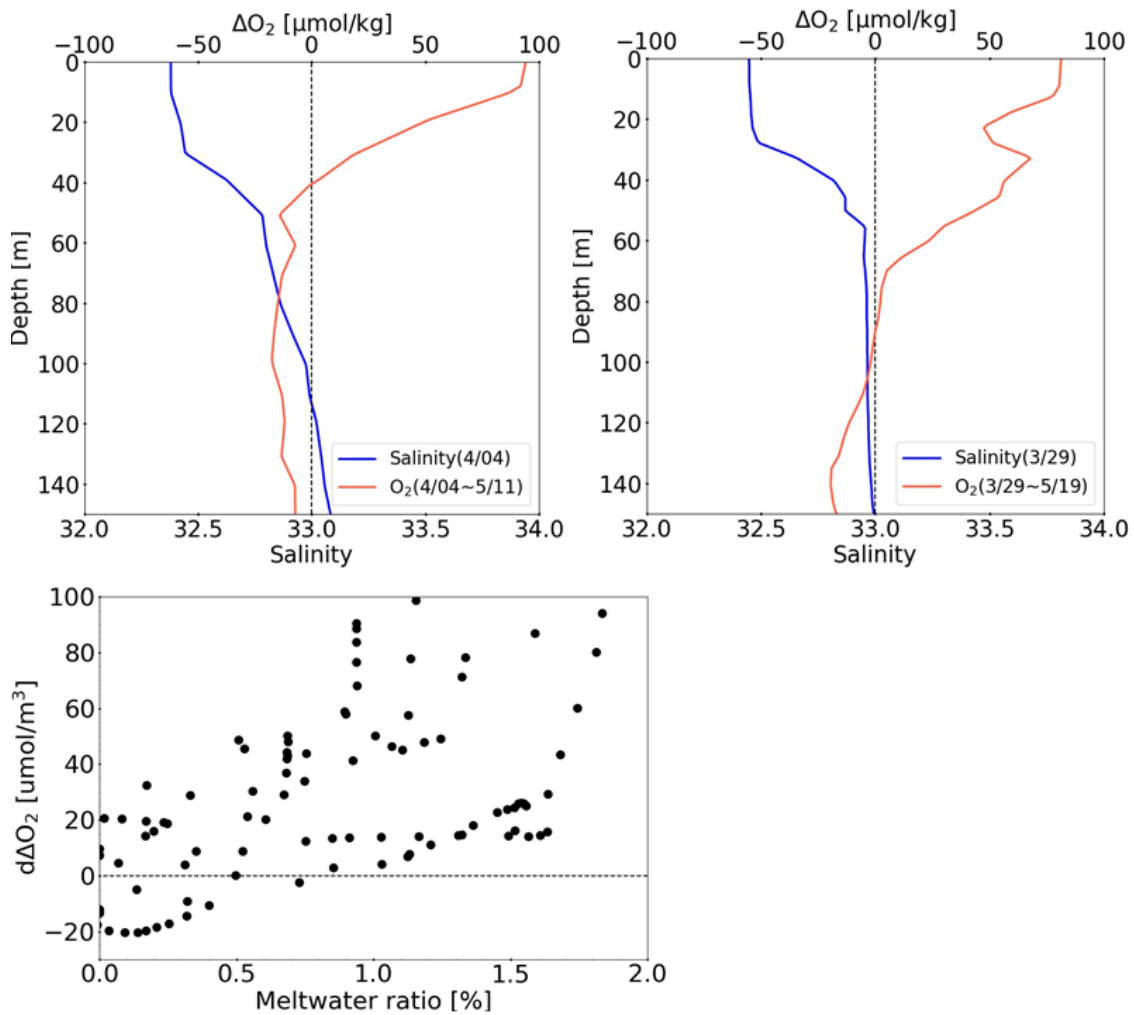 ΔO₂ [μmol/kg]
−100 −50 0 50 100
0
20
40
60
80
100
120
140
Depth [m]
Salinity(4/04)
O₂(4/04~5/11)
32.0 32.5 33.0 33.5 34.0
Salinity
ΔO₂ [μmol/kg]
−100 −50 0 50 100
0
20
40
60
80
100
120
140
Depth [m]
Salinity(3/29)
O₂(3/29~5/19)
32.0 32.5 33.0 33.5 34.0
Salinity
100
80
60
40
20
0
−20
dΔO₂ [umol/m³]
0.0 0.5 1.0 1.5 2.0
Meltwater ratio [%]